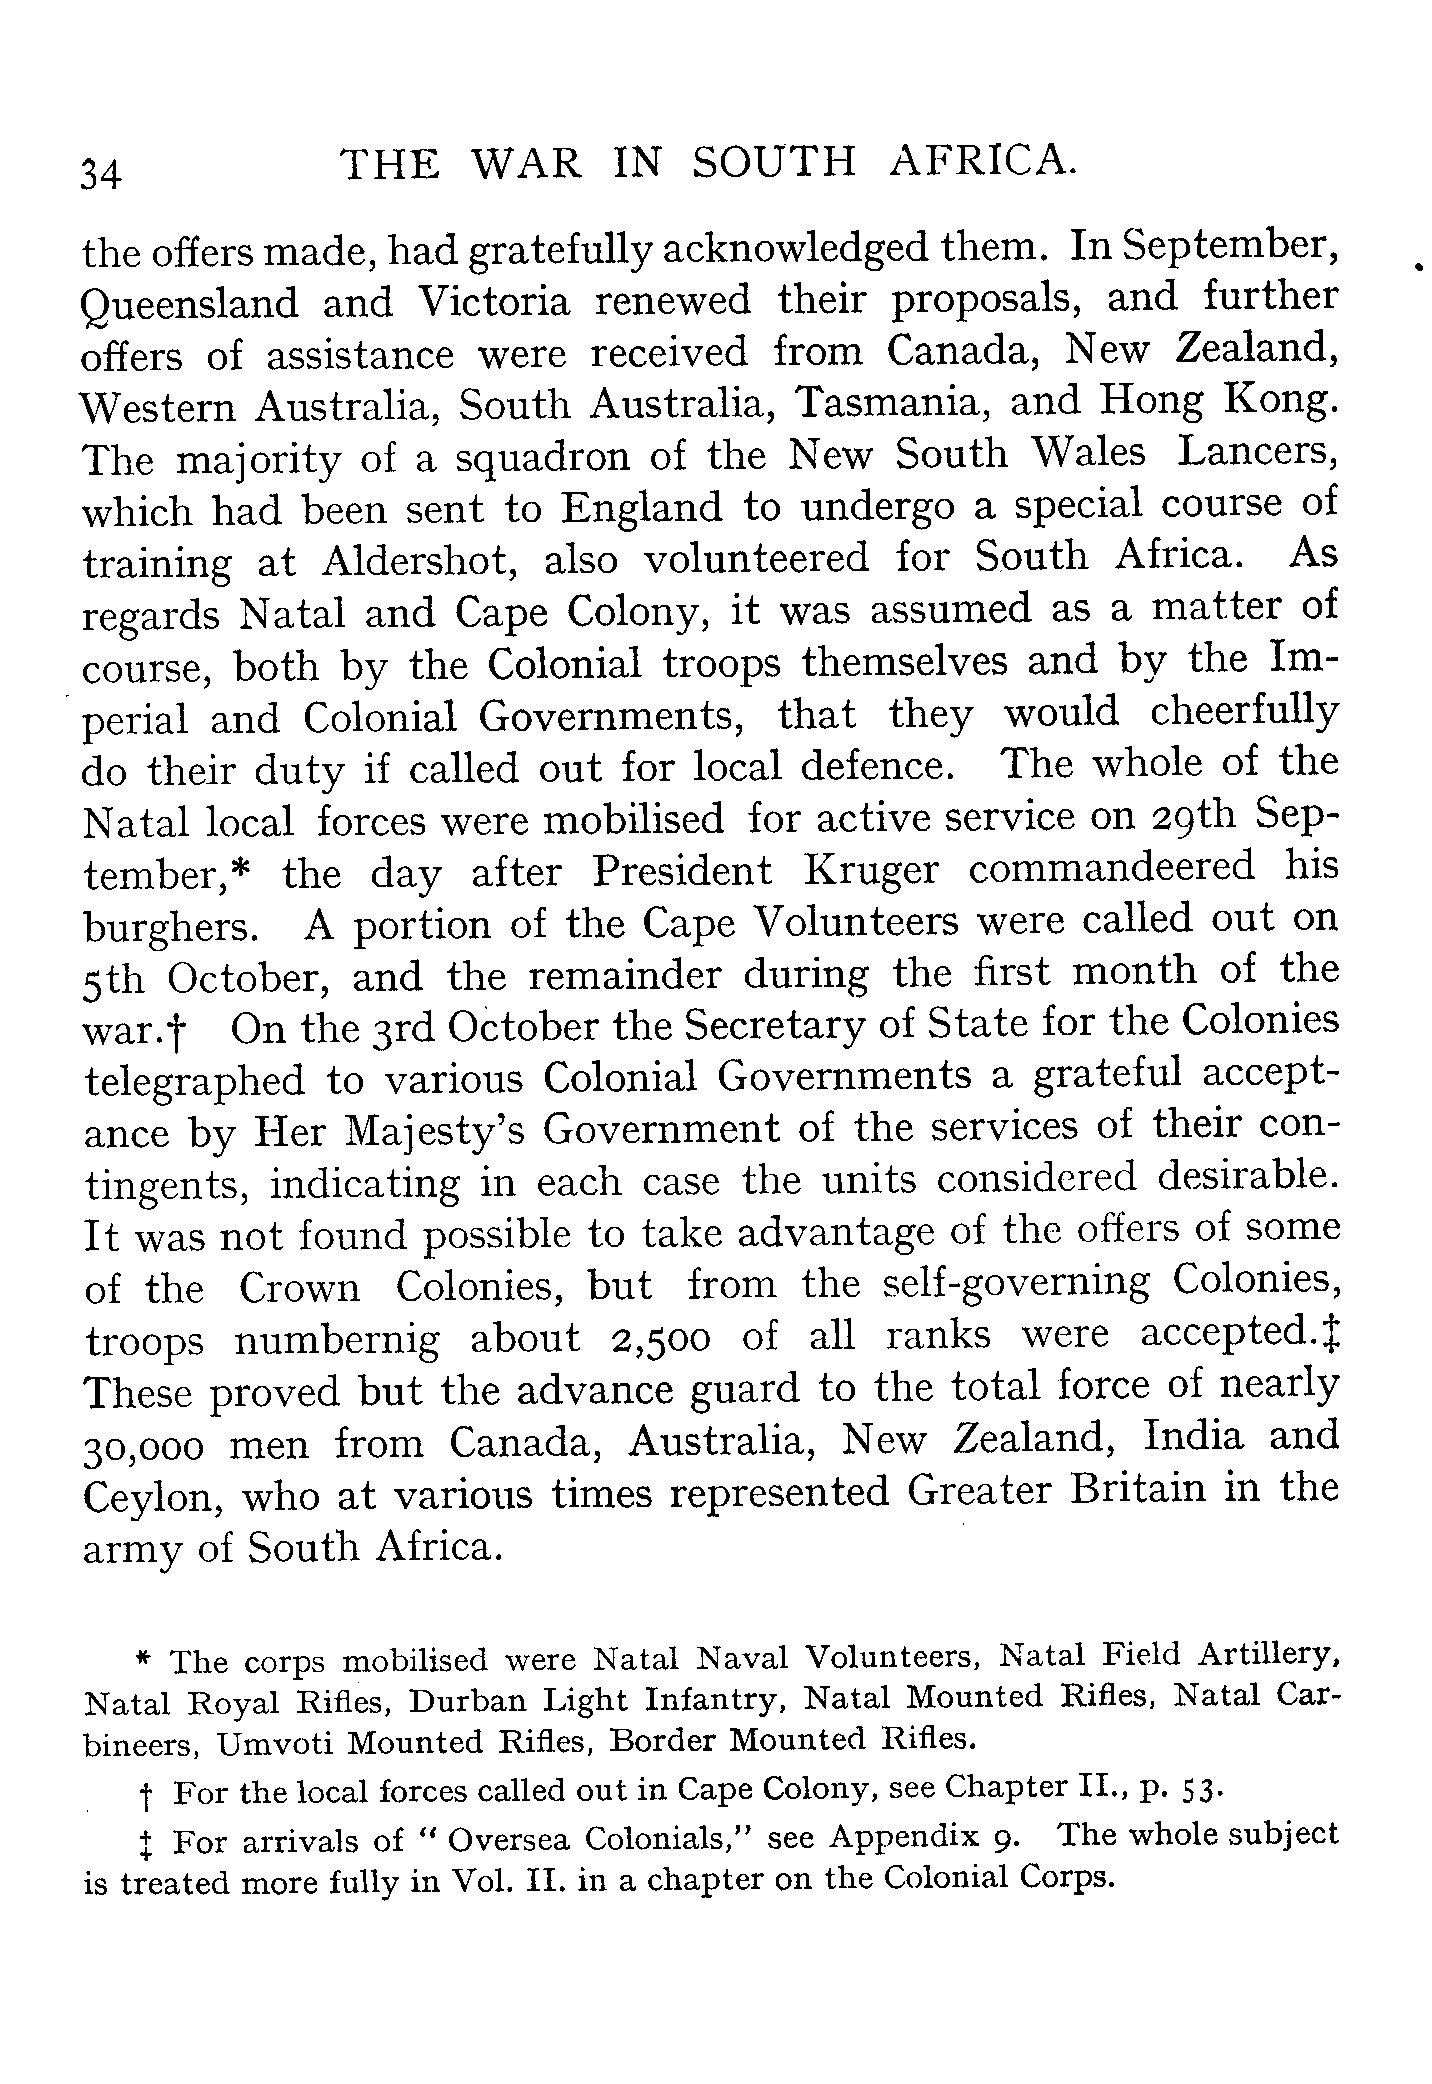 34 THE WAR IN SOUTH AFRICA.
the offers made, had gratefully acknowledged them. In September,
Queensland and Victoria renewed their proposals, and further
offers of assistance were received from Canada, New Zealand,
Western Australia, South Australia, Tasmania, and Hong Kong.
The majority of a squadron of the New South Wales Lancers,
which had been sent to England to undergo a special course of
training at Aldershot, also volunteered for South Africa. As
regards Natal and Cape Colony, it was assumed as a matter of
course, both by the Colonial troops themselves and by the Im-
perial and Colonial Governments, that they would cheerfully
do their duty if called out for local defence. The whole of the
Natal local forces were mobilised for active service on 29th Sep-
tember,* the day after President Kruger commandeered his
burghers. A portion of the Cape Volunteers were called out on
5th October, and the remainder during the first month of the
war.† On the 3rd October the Secretary of State for the Colonies
telegraphed to various Colonial Governments a grateful accept-
ance by Her Majesty's Government of the services of their con-
tingents, indicating in each case the units considered desirable.
It was not found possible to take advantage of the offers of some
of the Crown Colonies, but from the self-governing Colonies,
troops numbernig about 2,500 of all ranks were accepted.‡
These proved but the advance guard to the total force of nearly
30,000 men from Canada, Australia, New Zealand, India and
Ceylon, who at various times represented Greater Britain in the
army of South Africa.
* The corps mobilised were Natal Naval Volunteers, Natal Field Artillery,
Natal Royal Rifles, Durban Light Infantry, Natal Mounted Rifles, Natal Car-
bineers, Umvoti Mounted Rifles, Border Mounted Rifles.
† For the local forces called out in Cape Colony, see Chapter II., p. 53.
‡ For arrivals of " Oversea Colonials," see Appendix 9. The whole subject
is treated more fully in Vol. II. in a chapter on the Colonial Corps.